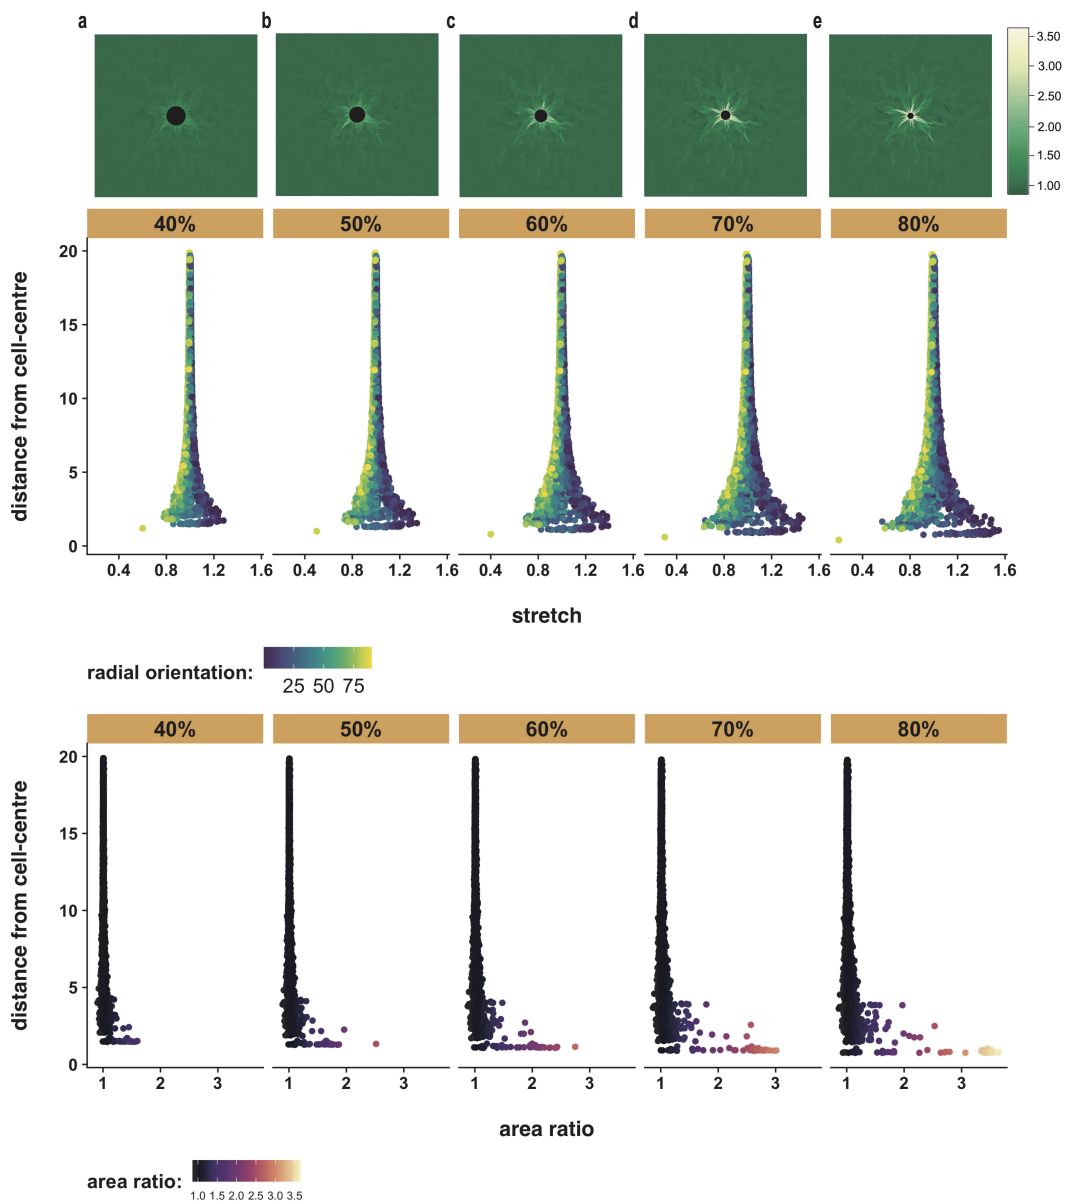 a b c d e
3.50
3.00
2.50
2.00
1.50
1.00
40% 50% 60% 70% 80%
distance from cell-centre
20
15
10
5
0
0.4 0.8 1.2 1.6 0.4 0.8 1.2 1.6 0.4 0.8 1.2 1.6 0.4 0.8 1.2 1.6 0.4 0.8 1.2 1.6
stretch
radial orientation:
25 50 75
40% 50% 60% 70% 80%
distance from cell-centre
20
15
10
5
0
1 2 3 1 2 3 1 2 3 1 2 3 1 2 3
area ratio
area ratio:
1.0 1.5 2.0 2.5 3.0 3.5